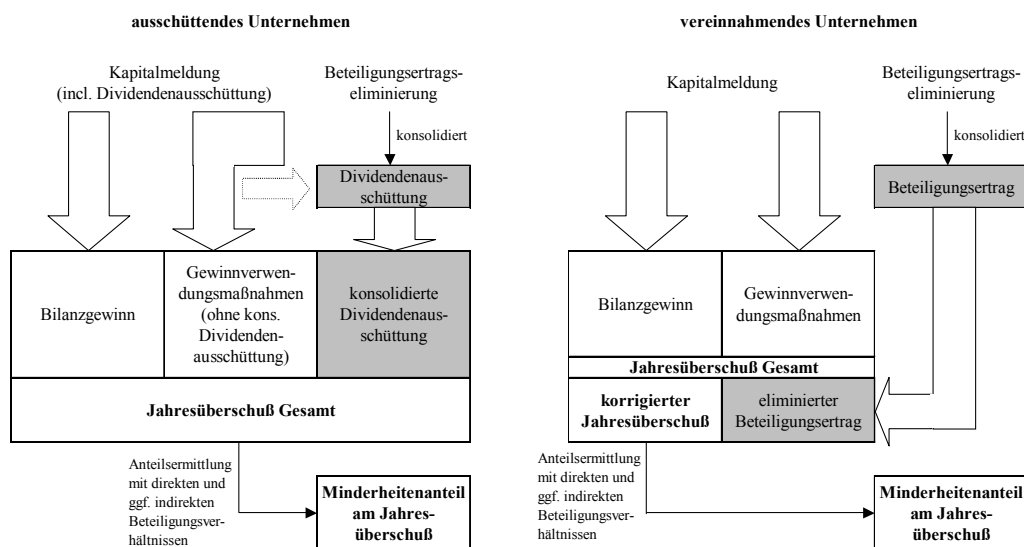 ausschüttendes Unternehmen
Kapitalmeldung
(incl. Dividendenausschüttung)
Beteiligungsertrags-
eliminierung
konsolidiert
Dividendenaus-
schüttung
Bilanzgewinn
Gewinnverwen-
dungsmaßnahmen
(ohne kons.
Dividenden-
ausschüttung)
konsolidierte
Dividendenaus-
schüttung
Jahresüberschuß Gesamt
Anteilsermittlung
mit direkten und
ggf. indirekten
Beteiligungsver-
hältnissen
Minderheitenanteil
am Jahres-
überschuß
vereinnahmendes Unternehmen
Kapitalmeldung
Beteiligungsertrags-
eliminierung
konsolidiert
Beteiligungsertrag
Bilanzgewinn
Gewinnverwen-
dungsmaßnahmen
Jahresüberschuß Gesamt
korrigierter
Jahresüberschuß
eliminierter
Beteiligungsertrag
Anteilsermittlung
mit direkten und
ggf. indirekten
Beteiligungsver-
hältnissen
Minderheitenanteil
am Jahres-
überschuß